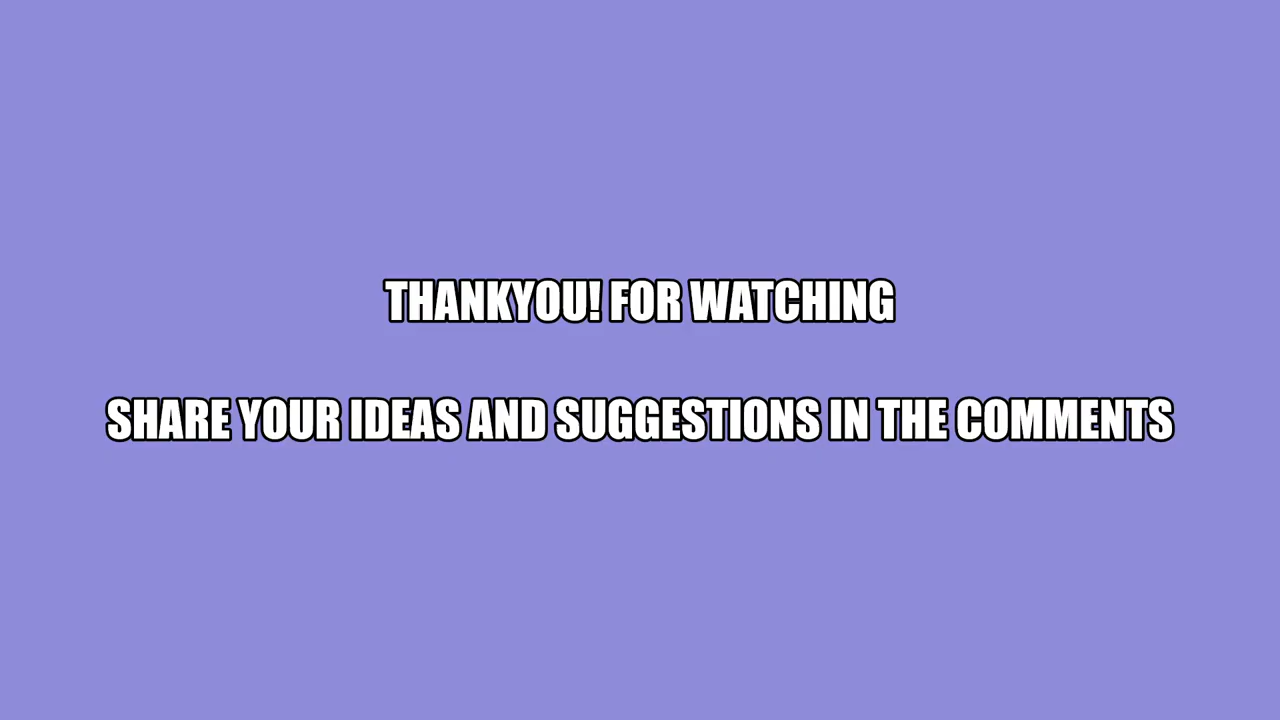 THANKYOU! FOR WATCHING
SHARE YOUR IDEAS AND SUGGESTIONS IN THE COMMENTS